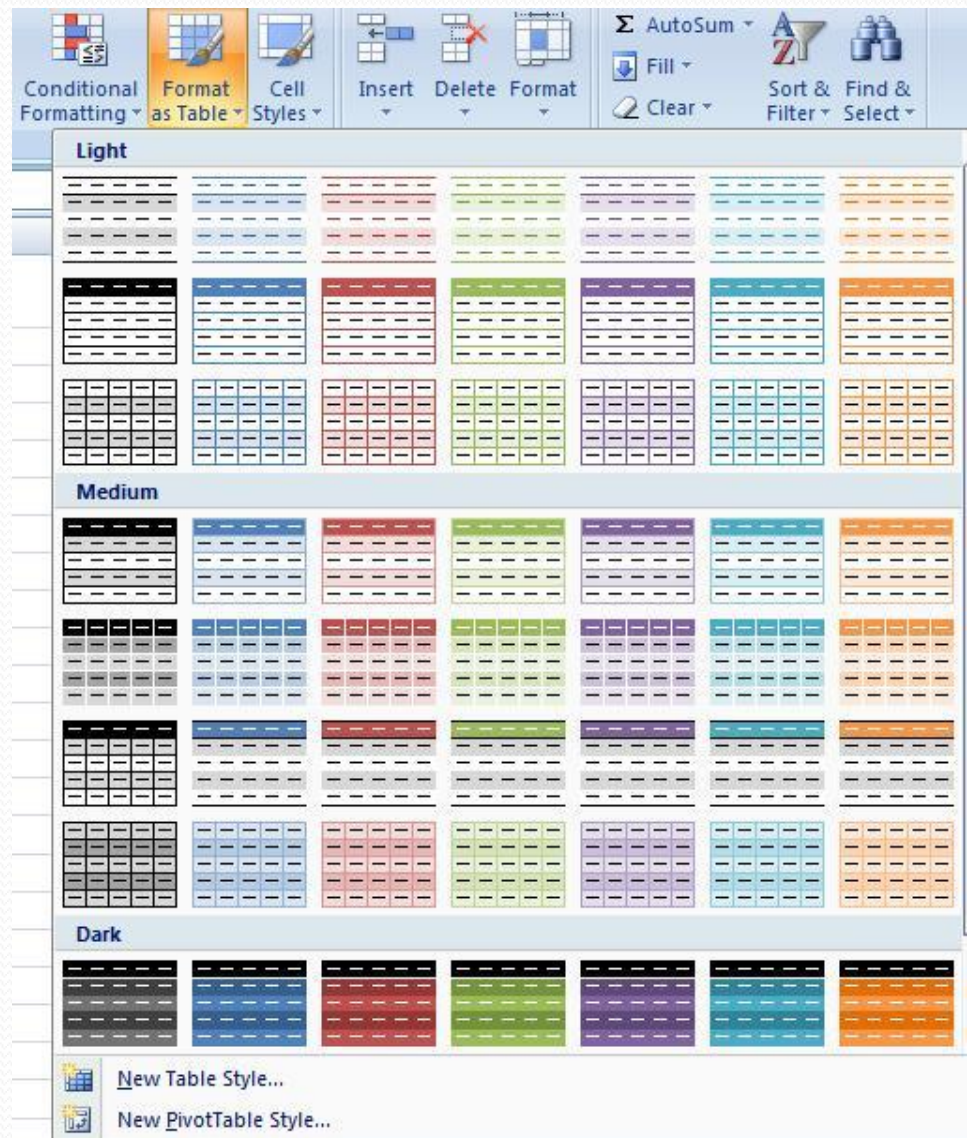 Conditional Formatting
Format as Table
Cell Styles
Insert
Delete
Format
Σ AutoSum
Fill
Clear
Sort & Filter
Find & Select
Light
Medium
Dark
New Table Style...
New PivotTable Style...